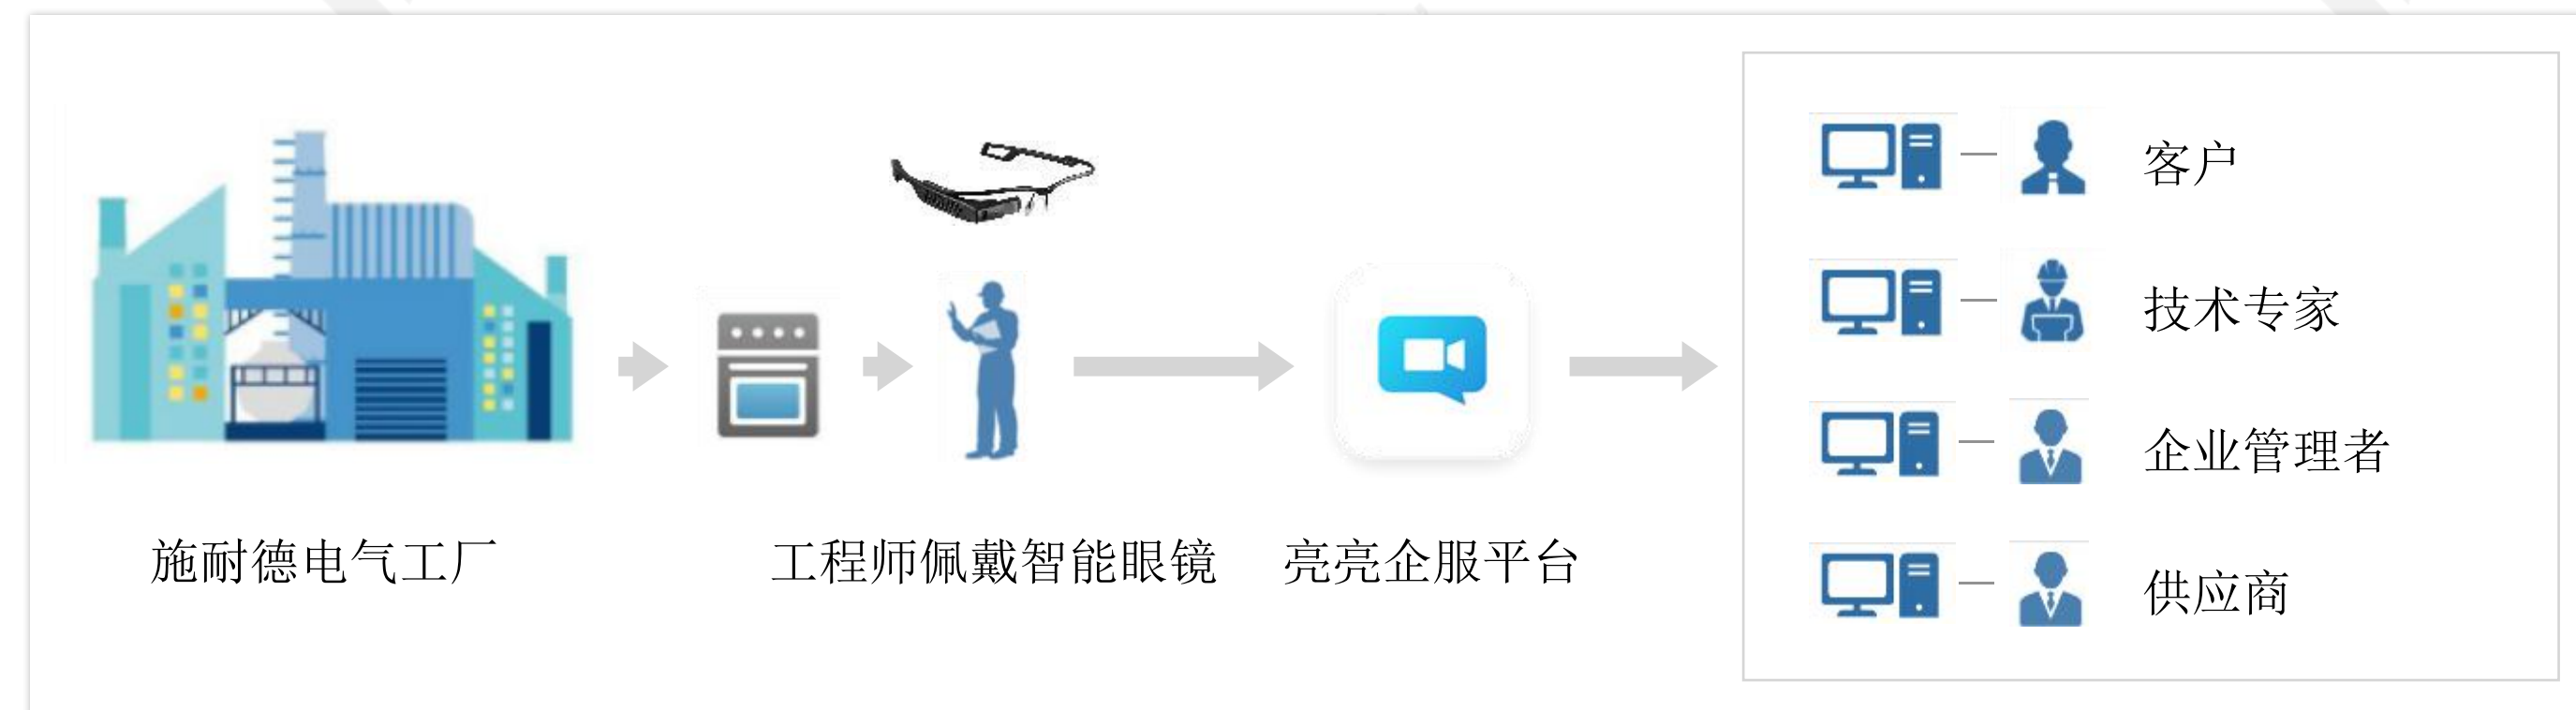 客户
技术专家
企业管理者
供应商
施耐德电气工厂
工程师佩戴智能眼镜
亮亮企服平台